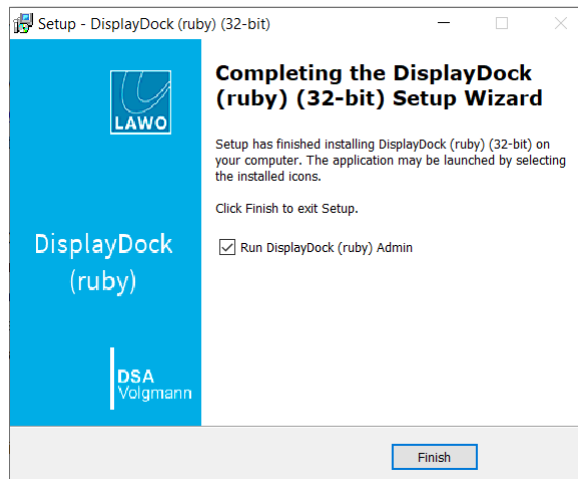 Setup - DisplayDock (ruby) (32-bit)
LAWO
DisplayDock
(ruby)
DSA
Volgmann
Completing the DisplayDock
(ruby) (32-bit) Setup Wizard
Setup has finished installing DisplayDock (ruby) (32-bit) on
your computer. The application may be launched by selecting
the installed icons.
Click Finish to exit Setup.
Run DisplayDock (ruby) Admin
Finish